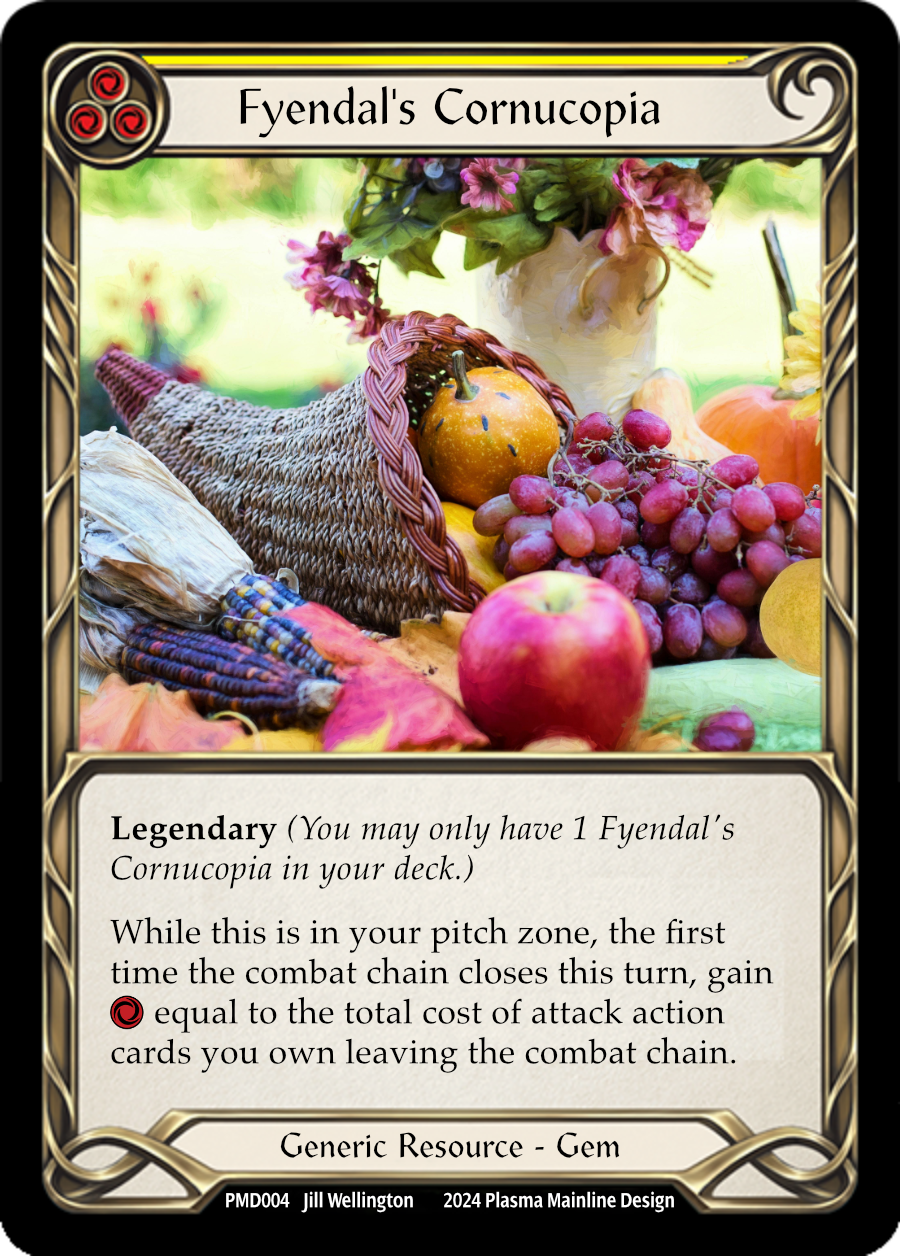 Fyendal's Cornucopia
Legendary (You may only have 1 Fyendal's
Cornucopia in your deck.)
While this is in your pitch zone, the first
time the combat chain closes this turn, gain
equal to the total cost of attack action
cards you own leaving the combat chain.
Generic Resource - Gem
PMD004 Jill Wellington 2024 Plasma Mainline Design